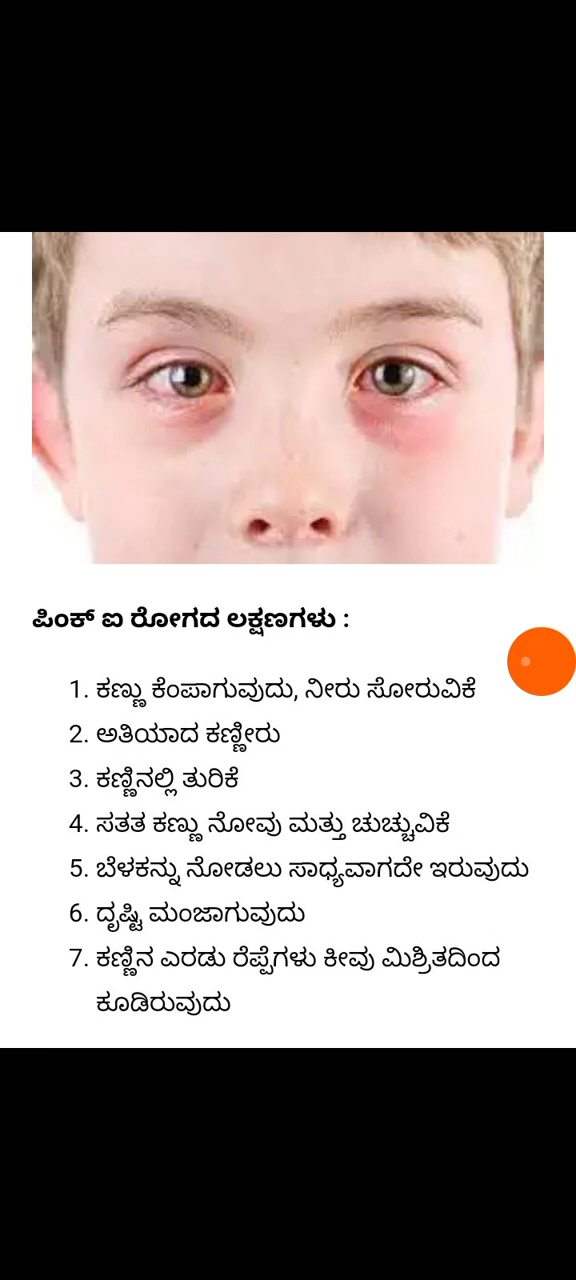 ಪಿಂಕ್ ಐ ರೋಗದ ಲಕ್ಷಣಗಳು :
1. ಕಣ್ಣು ಕೆಂಪಾಗುವುದು, ನೀರು ಸೋರುವಿಕೆ
2. ಅತಿಯಾದ ಕಣ್ಣೀರು
3. ಕಣ್ಣಿನಲ್ಲಿ ತುರಿಕೆ
4. ಸತತ ಕಣ್ಣು ನೋವು ಮತ್ತು ಚುಚ್ಚುವಿಕೆ
5. ಬೆಳಕನ್ನು ನೋಡಲು ಸಾಧ್ಯವಾಗದೇ ಇರುವುದು
6. ದೃಷ್ಟಿ ಮಂಜಾಗುವುದು
7. ಕಣ್ಣಿನ ಎರಡು ರೆಪ್ಪೆಗಳು ಕೀವು ಮಿಶ್ರಿತದಿಂದ
ಕೂಡಿರುವುದು